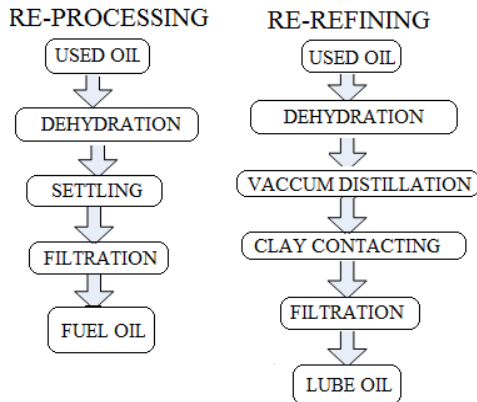 RE-PROCESSING
USED OIL
DEHYDRATION
SETTLING
FILTRATION
FUEL OIL
RE-REFINING
USED OIL
DEHYDRATION
VACCUM DISTILLATION
CLAY CONTACTING
FILTRATION
LUBE OIL